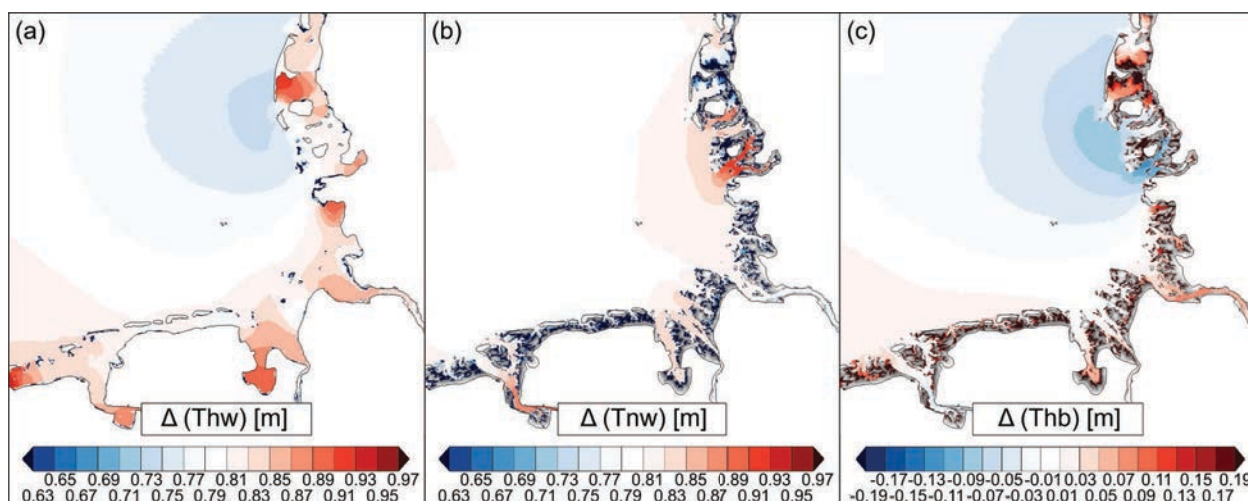 (a)
Δ (Thw) [m]
0.65 0.69 0.73 0.77 0.81 0.85 0.89 0.93 0.97
0.63 0.67 0.71 0.75 0.79 0.83 0.87 0.91 0.95
(b)
Δ (Tnw) [m]
0.65 0.69 0.73 0.77 0.81 0.85 0.89 0.93 0.97
0.63 0.67 0.71 0.75 0.79 0.83 0.87 0.91 0.95
(c)
Δ (Thb) [m]
-0.17 -0.13 -0.09 -0.05 -0.01 0.03 0.07 0.11 0.15 0.19
-0.19 -0.15 -0.11 -0.07 -0.03 0.01 0.05 0.09 0.13 0.17